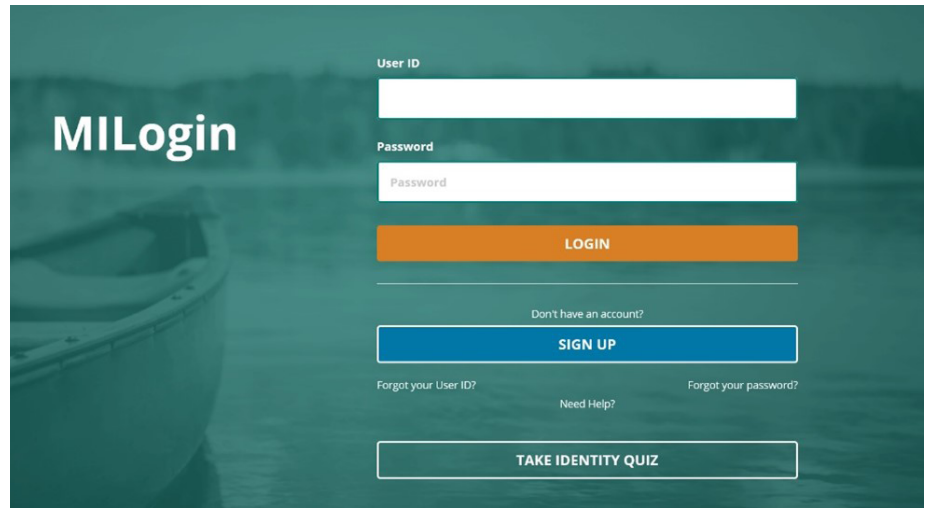 MILogin
User ID
Password
Password
LOGIN
Don't have an account?
SIGN UP
Forgot your User ID?
Forgot your password?
Need Help?
TAKE IDENTITY QUIZ